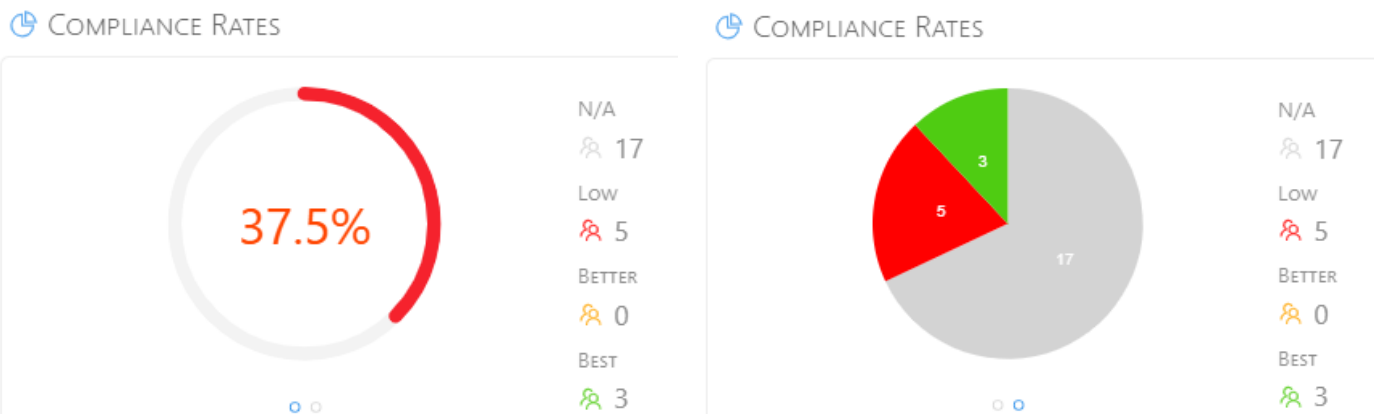 Compliance Rates
37.5%
N/A
17
Low
5
Better
0
Best
3
Compliance Rates
3
5
17
N/A
17
Low
5
Better
0
Best
3